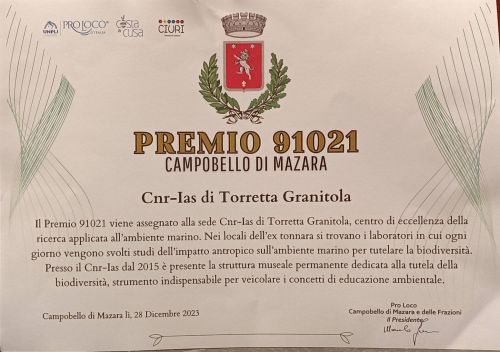 UNPLI PRO LOCO D'ITALIA Costa di Cusa CIURI
PREMIO 91021
CAMPOBELLO DI MAZARA
Cnr-Ias di Torretta Granitola
Il Premio 91021 viene assegnato alla sede Cnr-Ias di Torretta Granitola, centro di eccellenza della
ricerca applicata all'ambiente marino. Nei locali dell'ex tonnara si trovano i laboratori in cui ogni
giorno vengono svolti studi dell'impatto antropico sull'ambiente marino per tutelare la biodiversità.
Presso il Cnr-Ias dal 2015 è presente la struttura museale permanente dedicata alla tutela della
biodiversità, strumento indispensabile per veicolare i concetti di educazione ambientale.
Pro Loco
Campobello di Mazara lì, 28 Dicembre 2023
Campobello di Mazara e delle Frazioni
Il Presidente